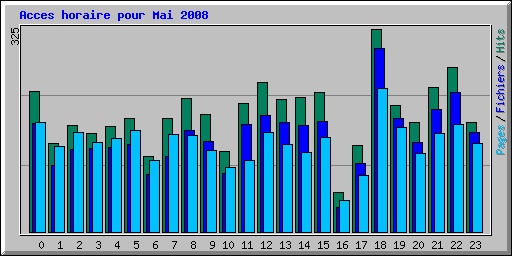 Acces horaire pour Mai 2008
325
Pages / Fichiers / Hits
0 1 2 3 4 5 6 7 8 9 10 11 12 13 14 15 16 17 18 19 20 21 22 23